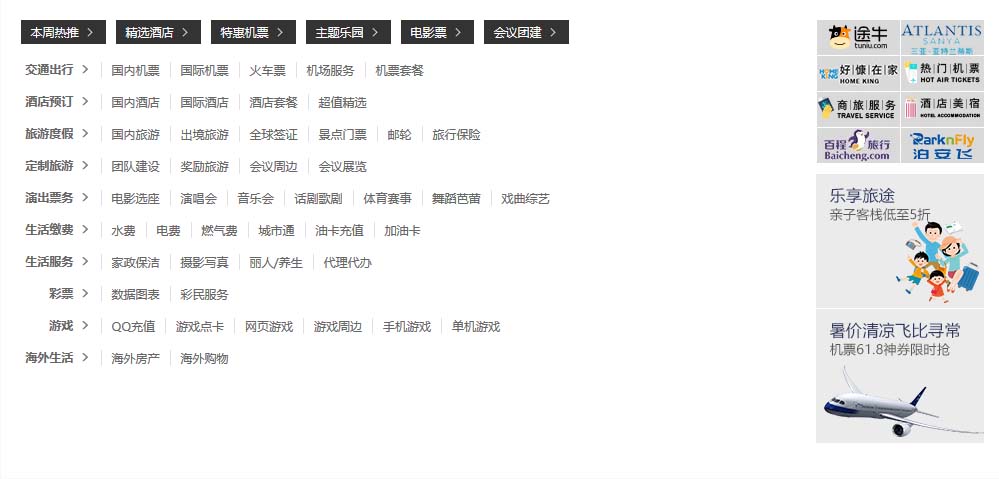 本周热推 精选酒店 特惠机票 主题乐园 电影票 会议团建
交通出行 国内机票 国际机票 火车票 机场服务 机票套餐
酒店预订 国内酒店 国际酒店 酒店套餐 超值精选
旅游度假 国内旅游 出境旅游 全球签证 景点门票 邮轮 旅行保险
定制旅游 团队建设 奖励旅游 会议周边 会议展览
演出票务 电影选座 演唱会 音乐会 话剧歌剧 体育赛事 舞蹈芭苗 戏曲综艺
生活缴费 水费 电费 燃气费 城市通 油卡充值 加油卡
生活服务 家政保洁 摄影写真 丽人/养生 代理代办
彩票 数据图表 彩民服务
游戏 QQ充值 游戏点卡 网页游戏 游戏周边 手机游戏 单机游戏
海外生活 海外房产 海外购物
途牛
tuniu.com
ATLANTIS
SANYA
三亚·亚特兰蒂斯
HOME KING
好|慷|在|家
HOME KING
热|门|机|票
HOT AIR TICKETS
商|旅|服|务
TRAVEL SERVICE
酒|店|美|宿
HOTEL ACCOMMODATION
百程旅行
Baicheng.com
ParknFly
泊安飞
乐享旅途
亲子客栈低至5折
暑价清凉飞比寻常
机票61.8神券限时抢